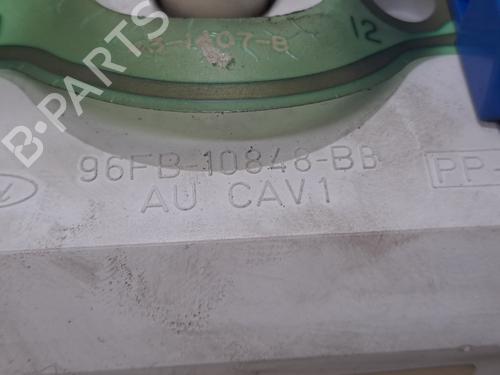 12
96FB-10848-BB
AU CAV1
PP-
B-PARTS